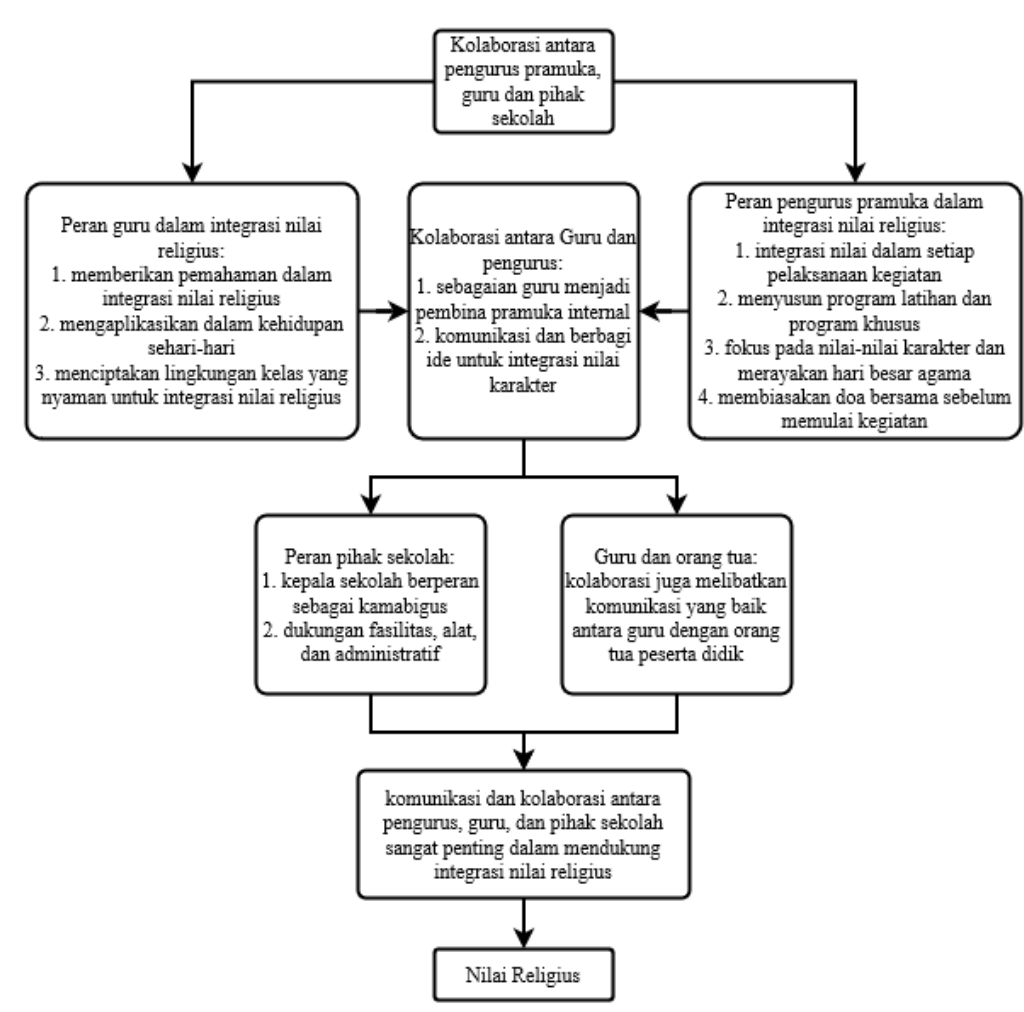 Kolaborasi antara
pengurus pramuka,
guru dan pihak
sekolah
Peran guru dalam integrasi nilai
religius:
1. memberikan pemahaman dalam
integrasi nilai religius
2. mengaplikasikan dalam kehidupan
sehari-hari
3. menciptakan lingkungan kelas yang
nyaman untuk integrasi nilai religius
Kolaborasi antara Guru dan
pengurus:
1. sebagaian guru menjadi
pembina pramuka internal
2. komunikasi dan berbagi
ide untuk integrasi nilai
karakter
Peran pengurus pramuka dalam
integrasi nilai religius:
1. integrasi nilai dalam setiap
pelaksanaan kegiatan
2. menyusun program latihan dan
program khusus
3. fokus pada nilai-nilai karakter dan
merayakan hari besar agama
4. membiasakan doa bersama sebelum
memulai kegiatan
Peran pihak sekolah:
1. kepala sekolah berperan
sebagai kamabigus
2. dukungan fasilitas, alat,
dan administratif
Guru dan orang tua:
kolaborasi juga melibatkan
komunikasi yang baik
antara guru dengan orang
tua peserta didik
komunikasi dan kolaborasi antara
pengurus, guru, dan pihak sekolah
sangat penting dalam mendukung
integrasi nilai religius
Nilai Religius